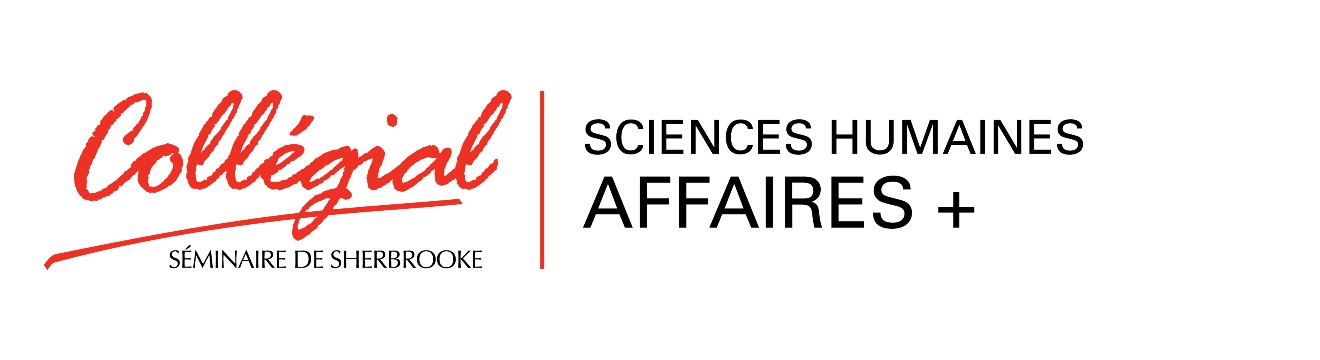 Collégial
SÉMINAIRE DE SHERBROOKE
SCIENCES HUMAINES
AFFAIRES +